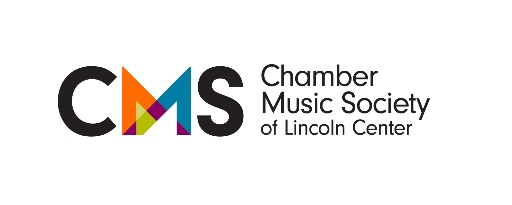 CMS
Chamber
Music Society
of Lincoln Center